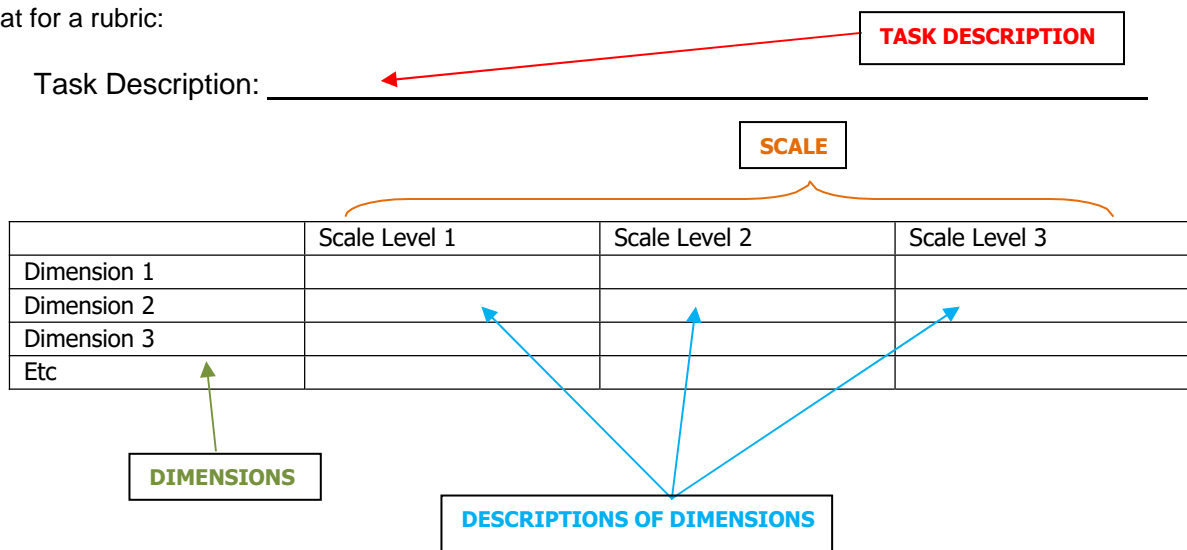 at for a rubric:
TASK DESCRIPTION
Task Description:
SCALE
Scale Level 1 Scale Level 2 Scale Level 3
Dimension 1
Dimension 2
Dimension 3
Etc
DIMENSIONS
DESCRIPTIONS OF DIMENSIONS